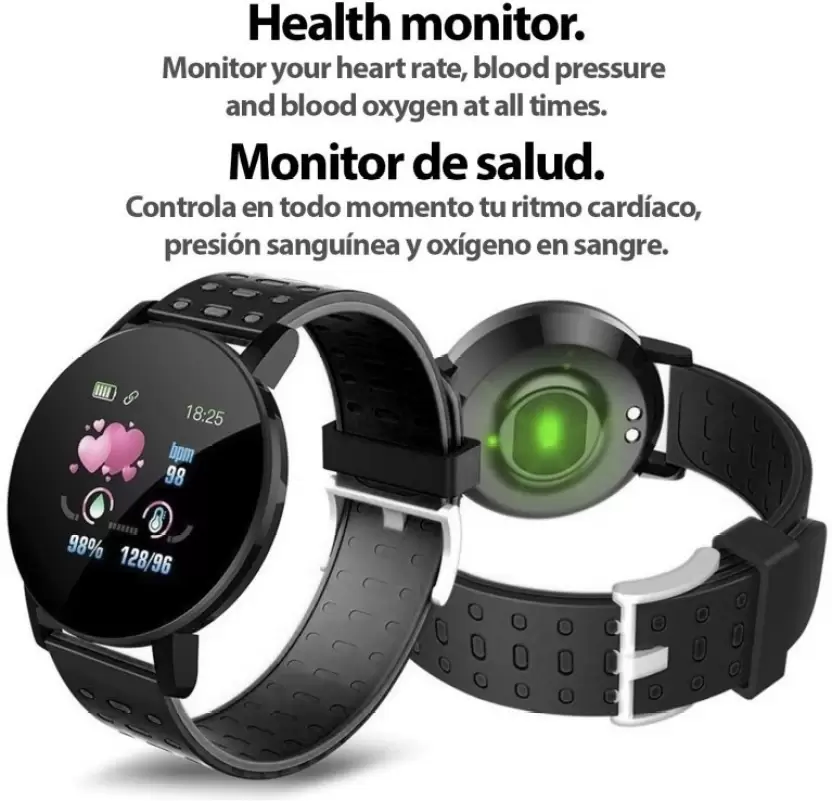 Health monitor.
Monitor your heart rate, blood pressure
and blood oxygen at all times.
Monitor de salud.
Controla en todo momento tu ritmo cardíaco,
presión sanguínea y oxígeno en sangre.
18:25
bpm
98
98% 128/96